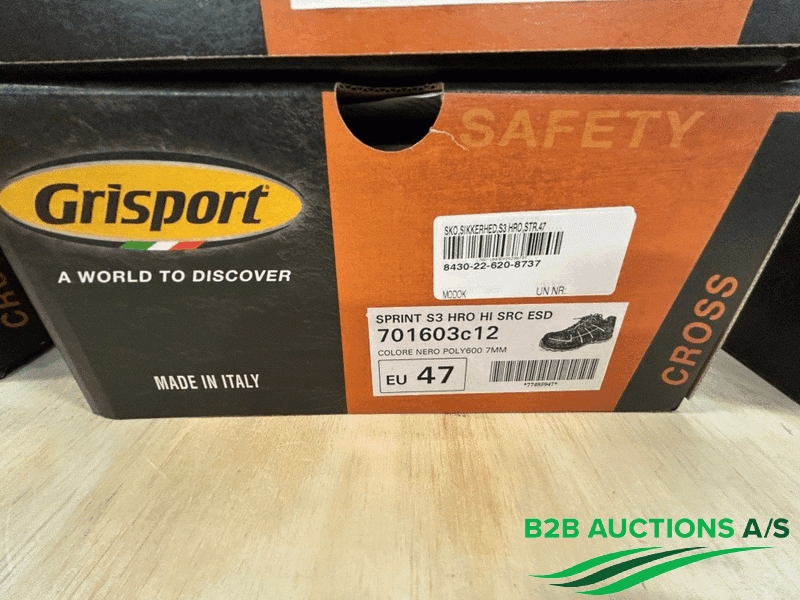 Grisport
A WORLD TO DISCOVER
MADE IN ITALY
SAFETY
SKO,SIKKERHED,S3 HRO,STR.47
8430-22-620-8737
MODOK UN NR:
SPRINT S3 HRO HI SRC ESD
701603c12
COLORE NERO POLY600 7MM
EU 47
CROSS
B2B AUCTIONS A/S